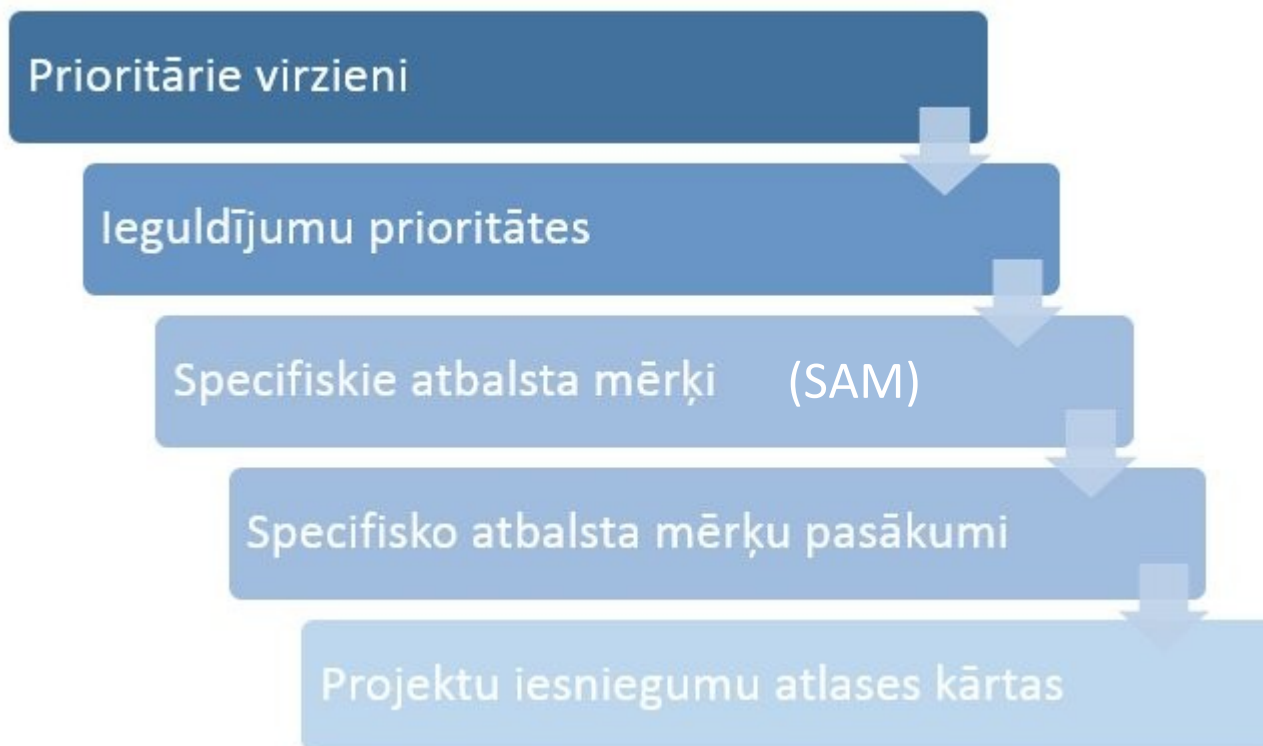 Prioritārie virzieni
Ieguldījumu prioritātes
Specifiskie atbalsta mērķi (SAM)
Specifisko atbalsta mērķu pasākumi
Projektu iesniegumu atlases kārtas